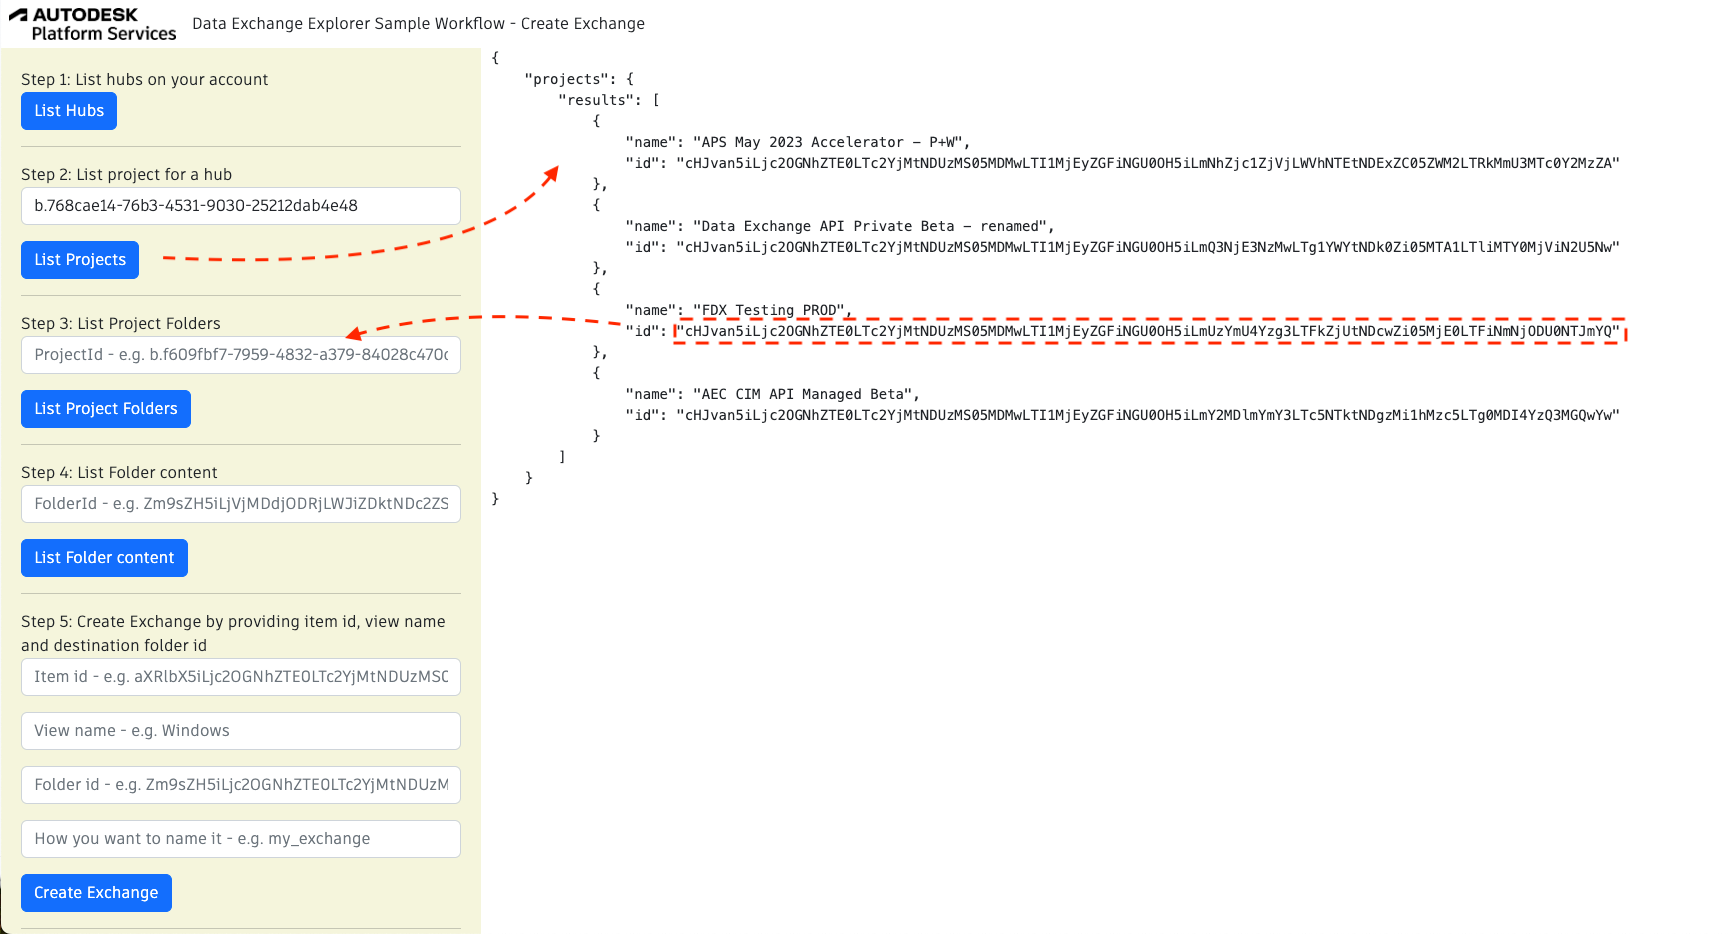 AUTODESK
Platform Services
Data Exchange Explorer Sample Workflow - Create Exchange
Step 1: List hubs on your account
List Hubs
Step 2: List project for a hub
b.768cae14-76b3-4531-9030-25212dab4e48
List Projects
Step 3: List Project Folders
ProjectId - e.g. b.f609fbf7-7959-4832-a379-84028c470c
List Project Folders
Step 4: List Folder content
FolderId - e.g. Zm9sZH5iLjVjMDdjODRjLWJiZDktNDc2ZS
List Folder content
Step 5: Create Exchange by providing item id, view name
and destination folder id
Item id - e.g. aXRlbX5iLjc2OGNhZTE0LTc2YjMtNDUzMS0
View name - e.g. Windows
Folder id - e.g. Zm9sZH5iLjc2OGNhZTE0LTc2YjMtNDUzM
How you want to name it - e.g. my_exchange
Create Exchange
{
"projects": {
"results": [
{
"name": "APS May 2023 Accelerator – P+W",
"id": "cHJvan5iLjc2OGNhZTE0LTc2YjMtNDUzMS05MDMwLTI1MjEyZGFiNGU0OH5iLmNhZjc1ZjVjLWVhNTEtNDExZC05ZWM2LTRkMmU3MTc0Y2MzZA"
},
{
"name": "Data Exchange API Private Beta – renamed",
"id": "cHJvan5iLjc2OGNhZTE0LTc2YjMtNDUzMS05MDMwLTI1MjEyZGFiNGU0OH5iLmQ3NjE3NzMwLTg1YWYtNDk0Zi05MTA1LTliMTY0MjViN2U5Nw"
},
{
"name": "FDX Testing PROD",
"id": "cHJvan5iLjc2OGNhZTE0LTc2YjMtNDUzMS05MDMwLTI1MjEyZGFiNGU0OH5iLmUzYmU4Yzg3LTFkZjUtNDcwZi05MjE0LTFiNmNjODU0NTJmYQ"
},
{
"name": "AEC CIM API Managed Beta",
"id": "cHJvan5iLjc2OGNhZTE0LTc2YjMtNDUzMS05MDMwLTI1MjEyZGFiNGU0OH5iLmY2MDlmYmY3LTc5NTktNDgzMi1hMzc5LTg0MDI4YzQ3MGQwYw"
}
]
}
}